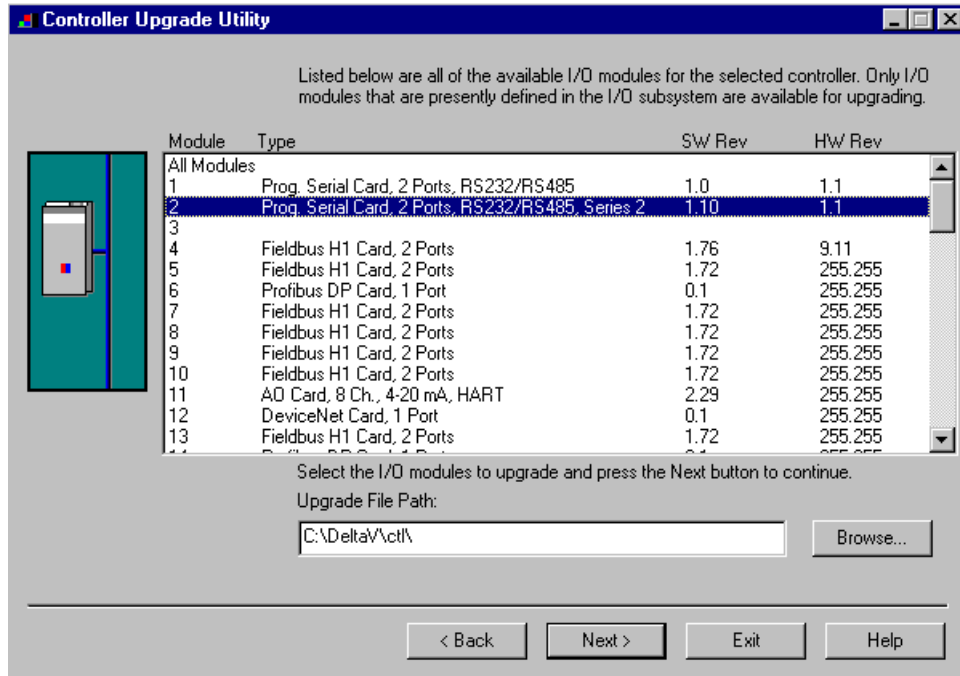 Controller Upgrade Utility
Listed below are all of the available I/O modules for the selected controller. Only I/O
modules that are presently defined in the I/O subsystem are available for upgrading.
Module Type SW Rev HW Rev
All Modules
1 Prog. Serial Card, 2 Ports, RS232/RS485 1.0 1.1
2 Prog. Serial Card, 2 Ports, RS232/RS485, Series 2 1.10 1.1
3
4 Fieldbus H1 Card, 2 Ports 1.76 9.11
5 Fieldbus H1 Card, 2 Ports 1.72 255.255
6 Profibus DP Card, 1 Port 0.1 255.255
7 Fieldbus H1 Card, 2 Ports 1.72 255.255
8 Fieldbus H1 Card, 2 Ports 1.72 255.255
9 Fieldbus H1 Card, 2 Ports 1.72 255.255
10 Fieldbus H1 Card, 2 Ports 1.72 255.255
11 AO Card, 8 Ch., 4-20 mA, HART 2.29 255.255
12 DeviceNet Card, 1 Port 0.1 255.255
13 Fieldbus H1 Card, 2 Ports 1.72 255.255
Select the I/O modules to upgrade and press the Next button to continue.
Upgrade File Path:
C:\DeltaV\ctl\
Browse...
< Back
Next >
Exit
Help